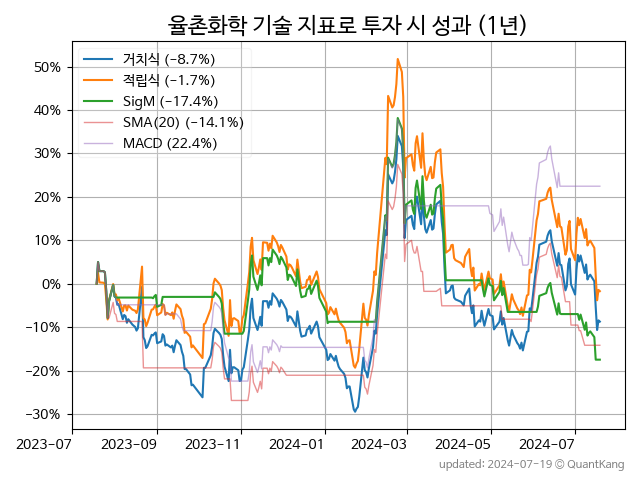 율촌화학 기술 지표로 투자 시 성과 (1년)
거치식 (−8.7%)
적립식 (−1.7%)
SigM (−17.4%)
SMA(20) (−14.1%)
MACD (22.4%)
50%
40%
30%
20%
10%
0%
−10%
−20%
−30%
2023-07 2023-09 2023-11 2024-01 2024-03 2024-05 2024-07
updated: 2024-07-19 © QuantKang